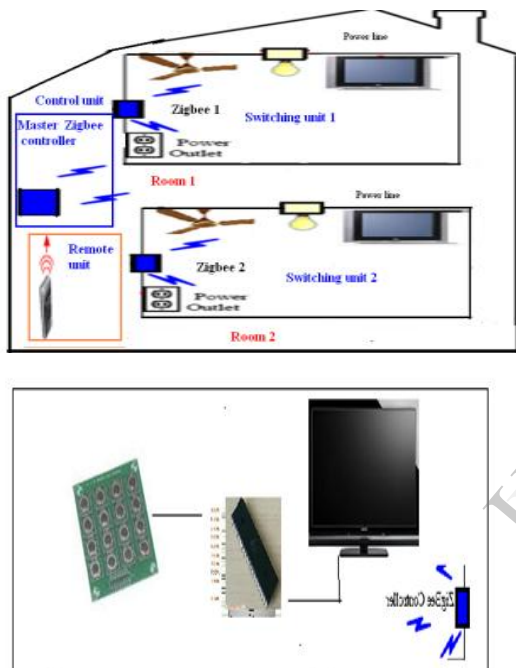 Power line
Control unit
Zigbee 1
Switching unit 1
Master Zigbee
controller
Power
Outlet
Room 1
Power line
Remote
unit
Zigbee 2
Switching unit 2
Power
Outlet
Room 2
ZigBee Controller